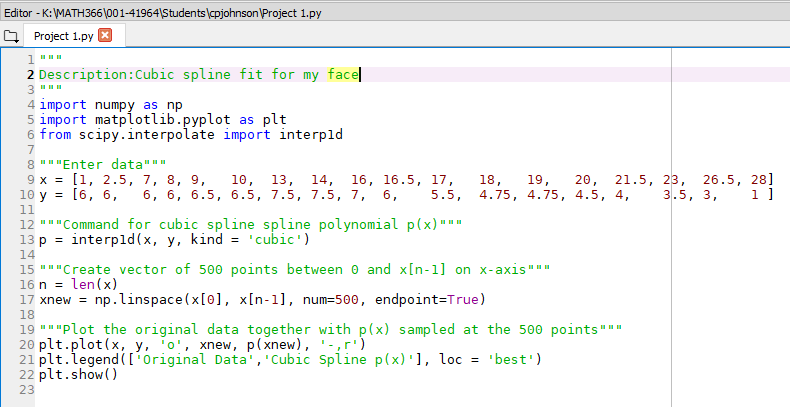 Editor - K:\MATH366\001-41964\Students\cpjohnson\Project 1.py
Project 1.py
1 """
2 Description:Cubic spline fit for my face
3 """
4 import numpy as np
5 import matplotlib.pyplot as plt
6 from scipy.interpolate import interp1d
7
8 """Enter data"""
9 x = [1, 2.5, 7, 8, 9,   10,  13,  14,  16, 16.5, 17,   18,   19,   20,  21.5, 23,  26.5, 28]
10 y = [6, 6,   6, 6, 6.5, 6.5, 7.5, 7.5, 7,  6,    5.5,  4.75, 4.75, 4.5, 4,    3.5, 3,    1 ]
11
12 """Command for cubic spline spline polynomial p(x)"""
13 p = interp1d(x, y, kind = 'cubic')
14
15 """Create vector of 500 points between 0 and x[n-1] on x-axis"""
16 n = len(x)
17 xnew = np.linspace(x[0], x[n-1], num=500, endpoint=True)
18
19 """Plot the original data together with p(x) sampled at the 500 points"""
20 plt.plot(x, y, 'o', xnew, p(xnew), '-,r')
21 plt.legend(['Original Data','Cubic Spline p(x)'], loc = 'best')
22 plt.show()
23